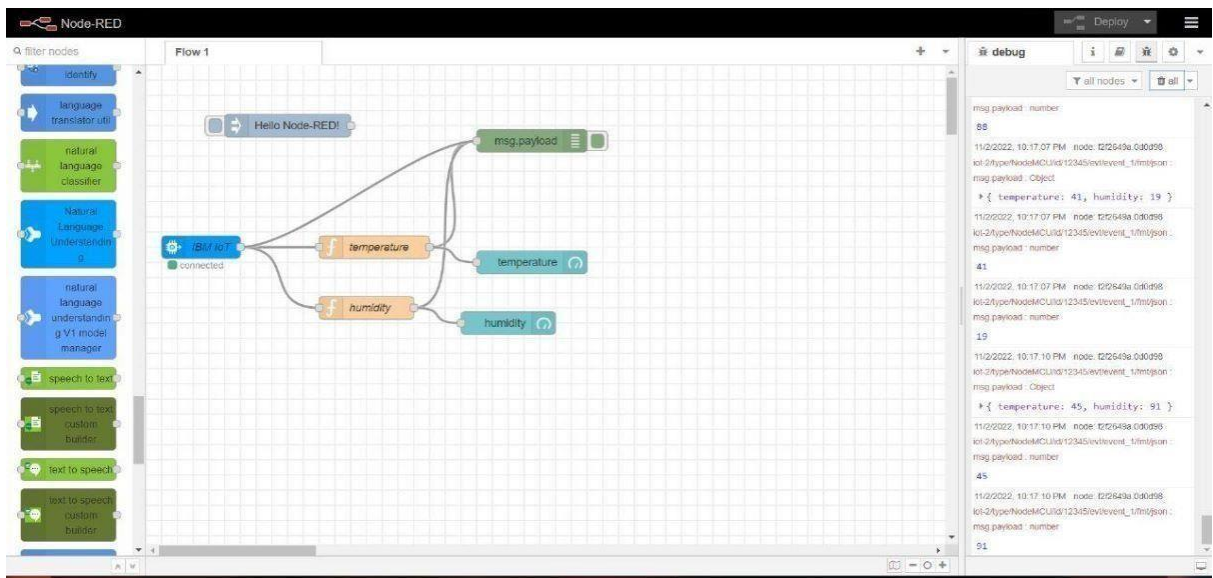 Node-RED
Deploy
filter nodes
Flow 1
debug
i
all nodes
all
identify
language
translator util
natural
language
classifier
Natural
Language
Understandin
g
natural
language
understandin
g V1 model
manager
speech to text
speech to text
custom
builder
text to speech
text to speech
custom
builder
Hello Node-RED!
msg.payload
IBM IoT
connected
temperature
temperature
humidity
humidity
msg.payload : number
88
11/2/2022, 10:17:07 PM node: f2f2649a.0d0d98
iot-2/type/NodeMCU/id/12345/evt/event_1/fmt/json :
msg.payload : Object
{ temperature: 41, humidity: 19 }
11/2/2022, 10:17:07 PM node: f2f2649a.0d0d98
iot-2/type/NodeMCU/id/12345/evt/event_1/fmt/json :
msg.payload : number
41
11/2/2022, 10:17:07 PM node: f2f2649a.0d0d98
iot-2/type/NodeMCU/id/12345/evt/event_1/fmt/json :
msg.payload : number
19
11/2/2022, 10:17:10 PM node: f2f2649a.0d0d98
iot-2/type/NodeMCU/id/12345/evt/event_1/fmt/json :
msg.payload : Object
{ temperature: 45, humidity: 91 }
11/2/2022, 10:17:10 PM node: f2f2649a.0d0d98
iot-2/type/NodeMCU/id/12345/evt/event_1/fmt/json :
msg.payload : number
45
11/2/2022, 10:17:10 PM node: f2f2649a.0d0d98
iot-2/type/NodeMCU/id/12345/evt/event_1/fmt/json :
msg.payload : number
91